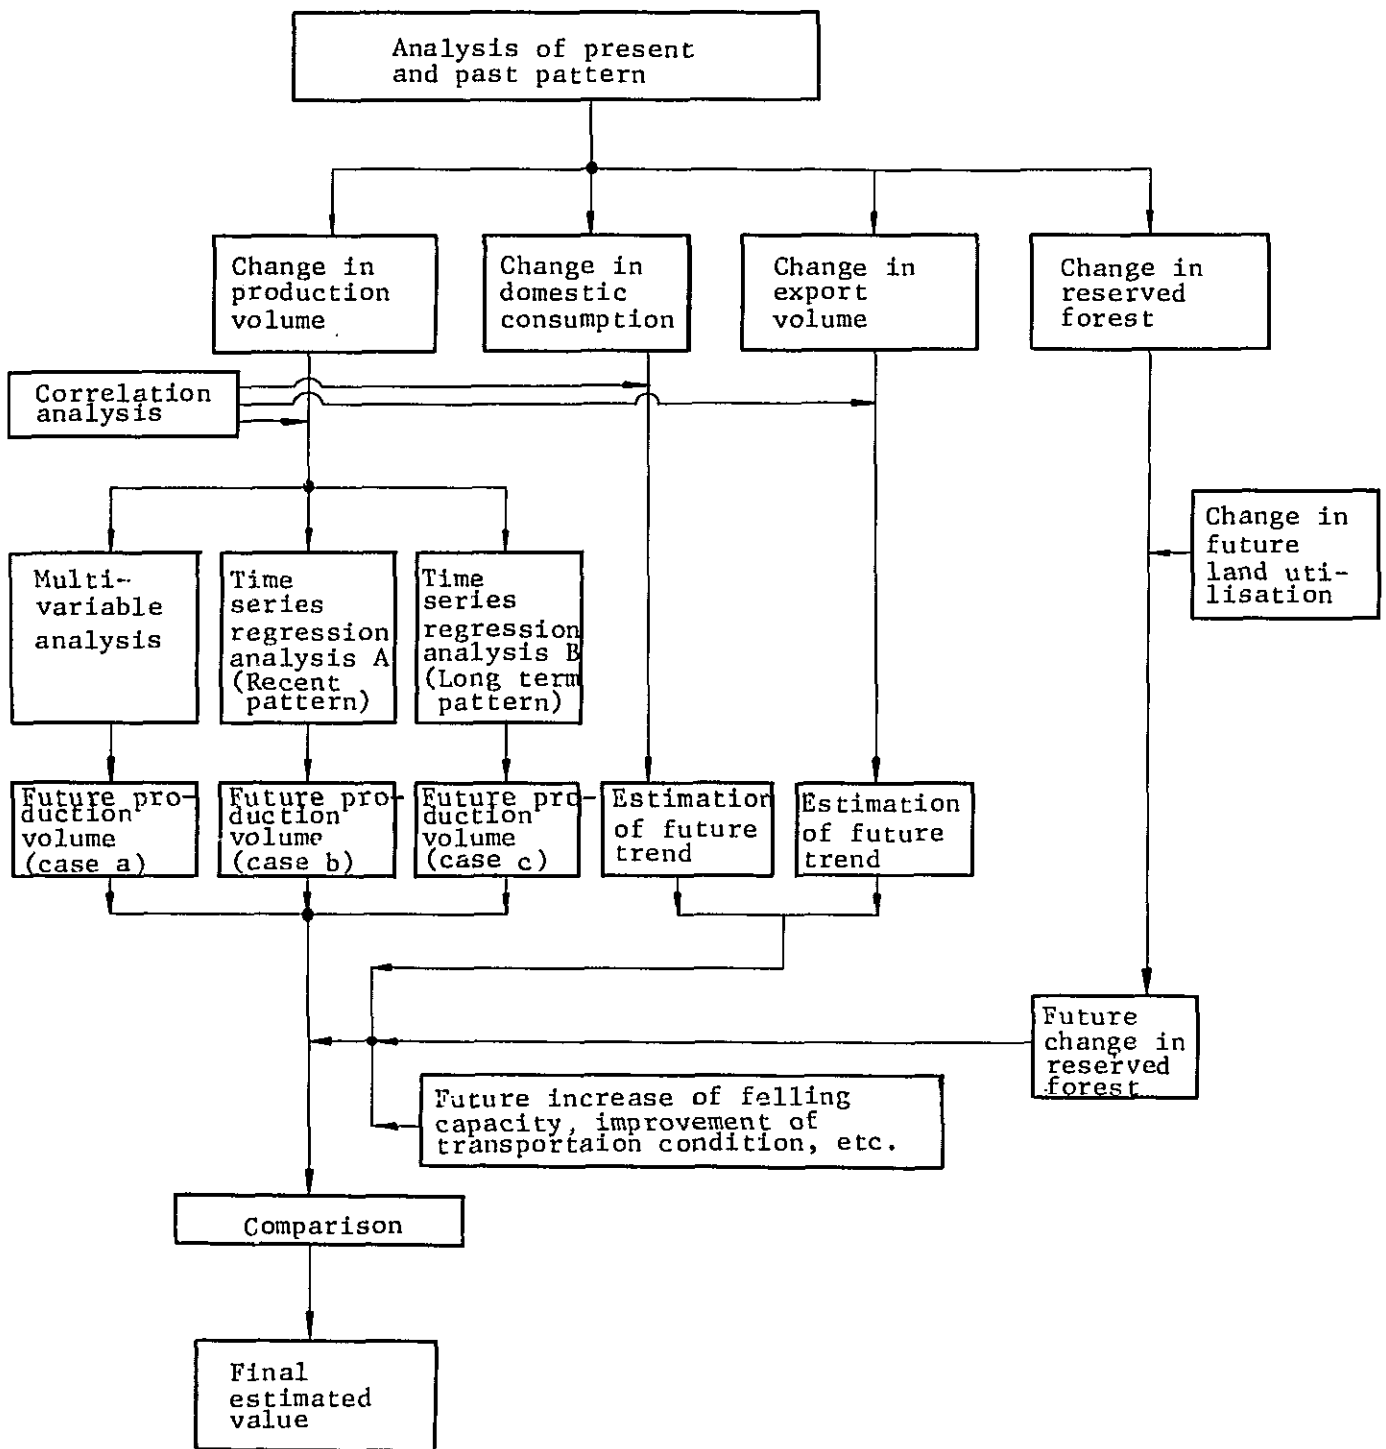 Analysis of present
and past pattern
Change in
production
volume
Change in
domestic
consumption
Change in
export
volume
Change in
reserved
forest
Correlation
analysis
Change in
future
land uti-
lisation
Multi-
variable
analysis
Time
series
regression
analysis A
(Recent
pattern)
Time
series
regression
analysis B
(Long term
pattern)
Future pro-
duction
volume
(case a)
Future pro-
duction
volume
(case b)
Future pro-
duction
volume
(case c)
Estimation
of future
trend
Estimation
of future
trend
Future
change in
reserved
forest
Future increase of felling
capacity, improvement of
transportaion condition, etc.
Comparison
Final
estimated
value